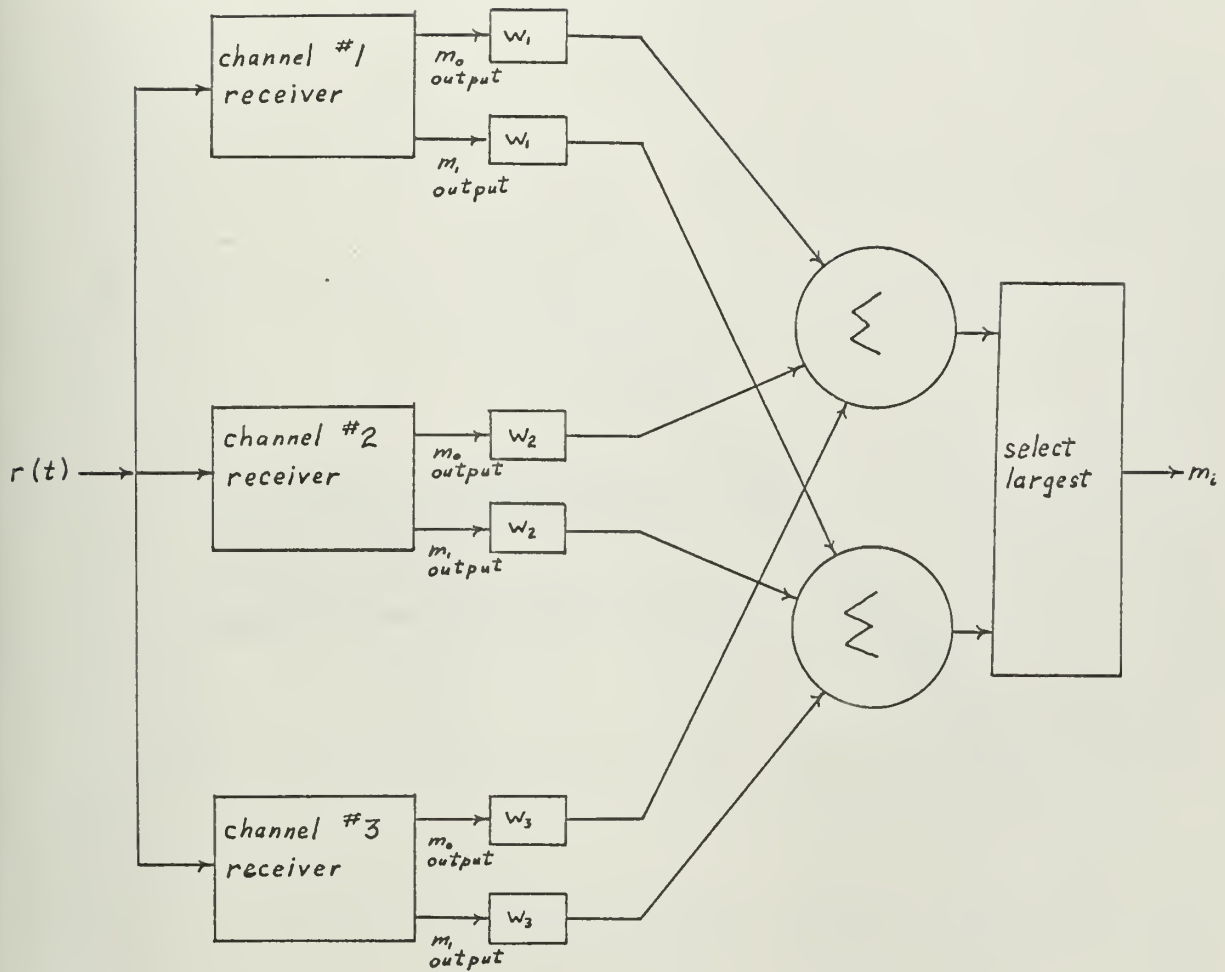 channel #1
receiver
m₀
output
W₁
m₁
output
W₁
Σ
r(t)
channel #2
receiver
m₀
output
W₂
m₁
output
W₂
select
largest
mᵢ
Σ
channel #3
receiver
m₀
output
W₃
m₁
output
W₃